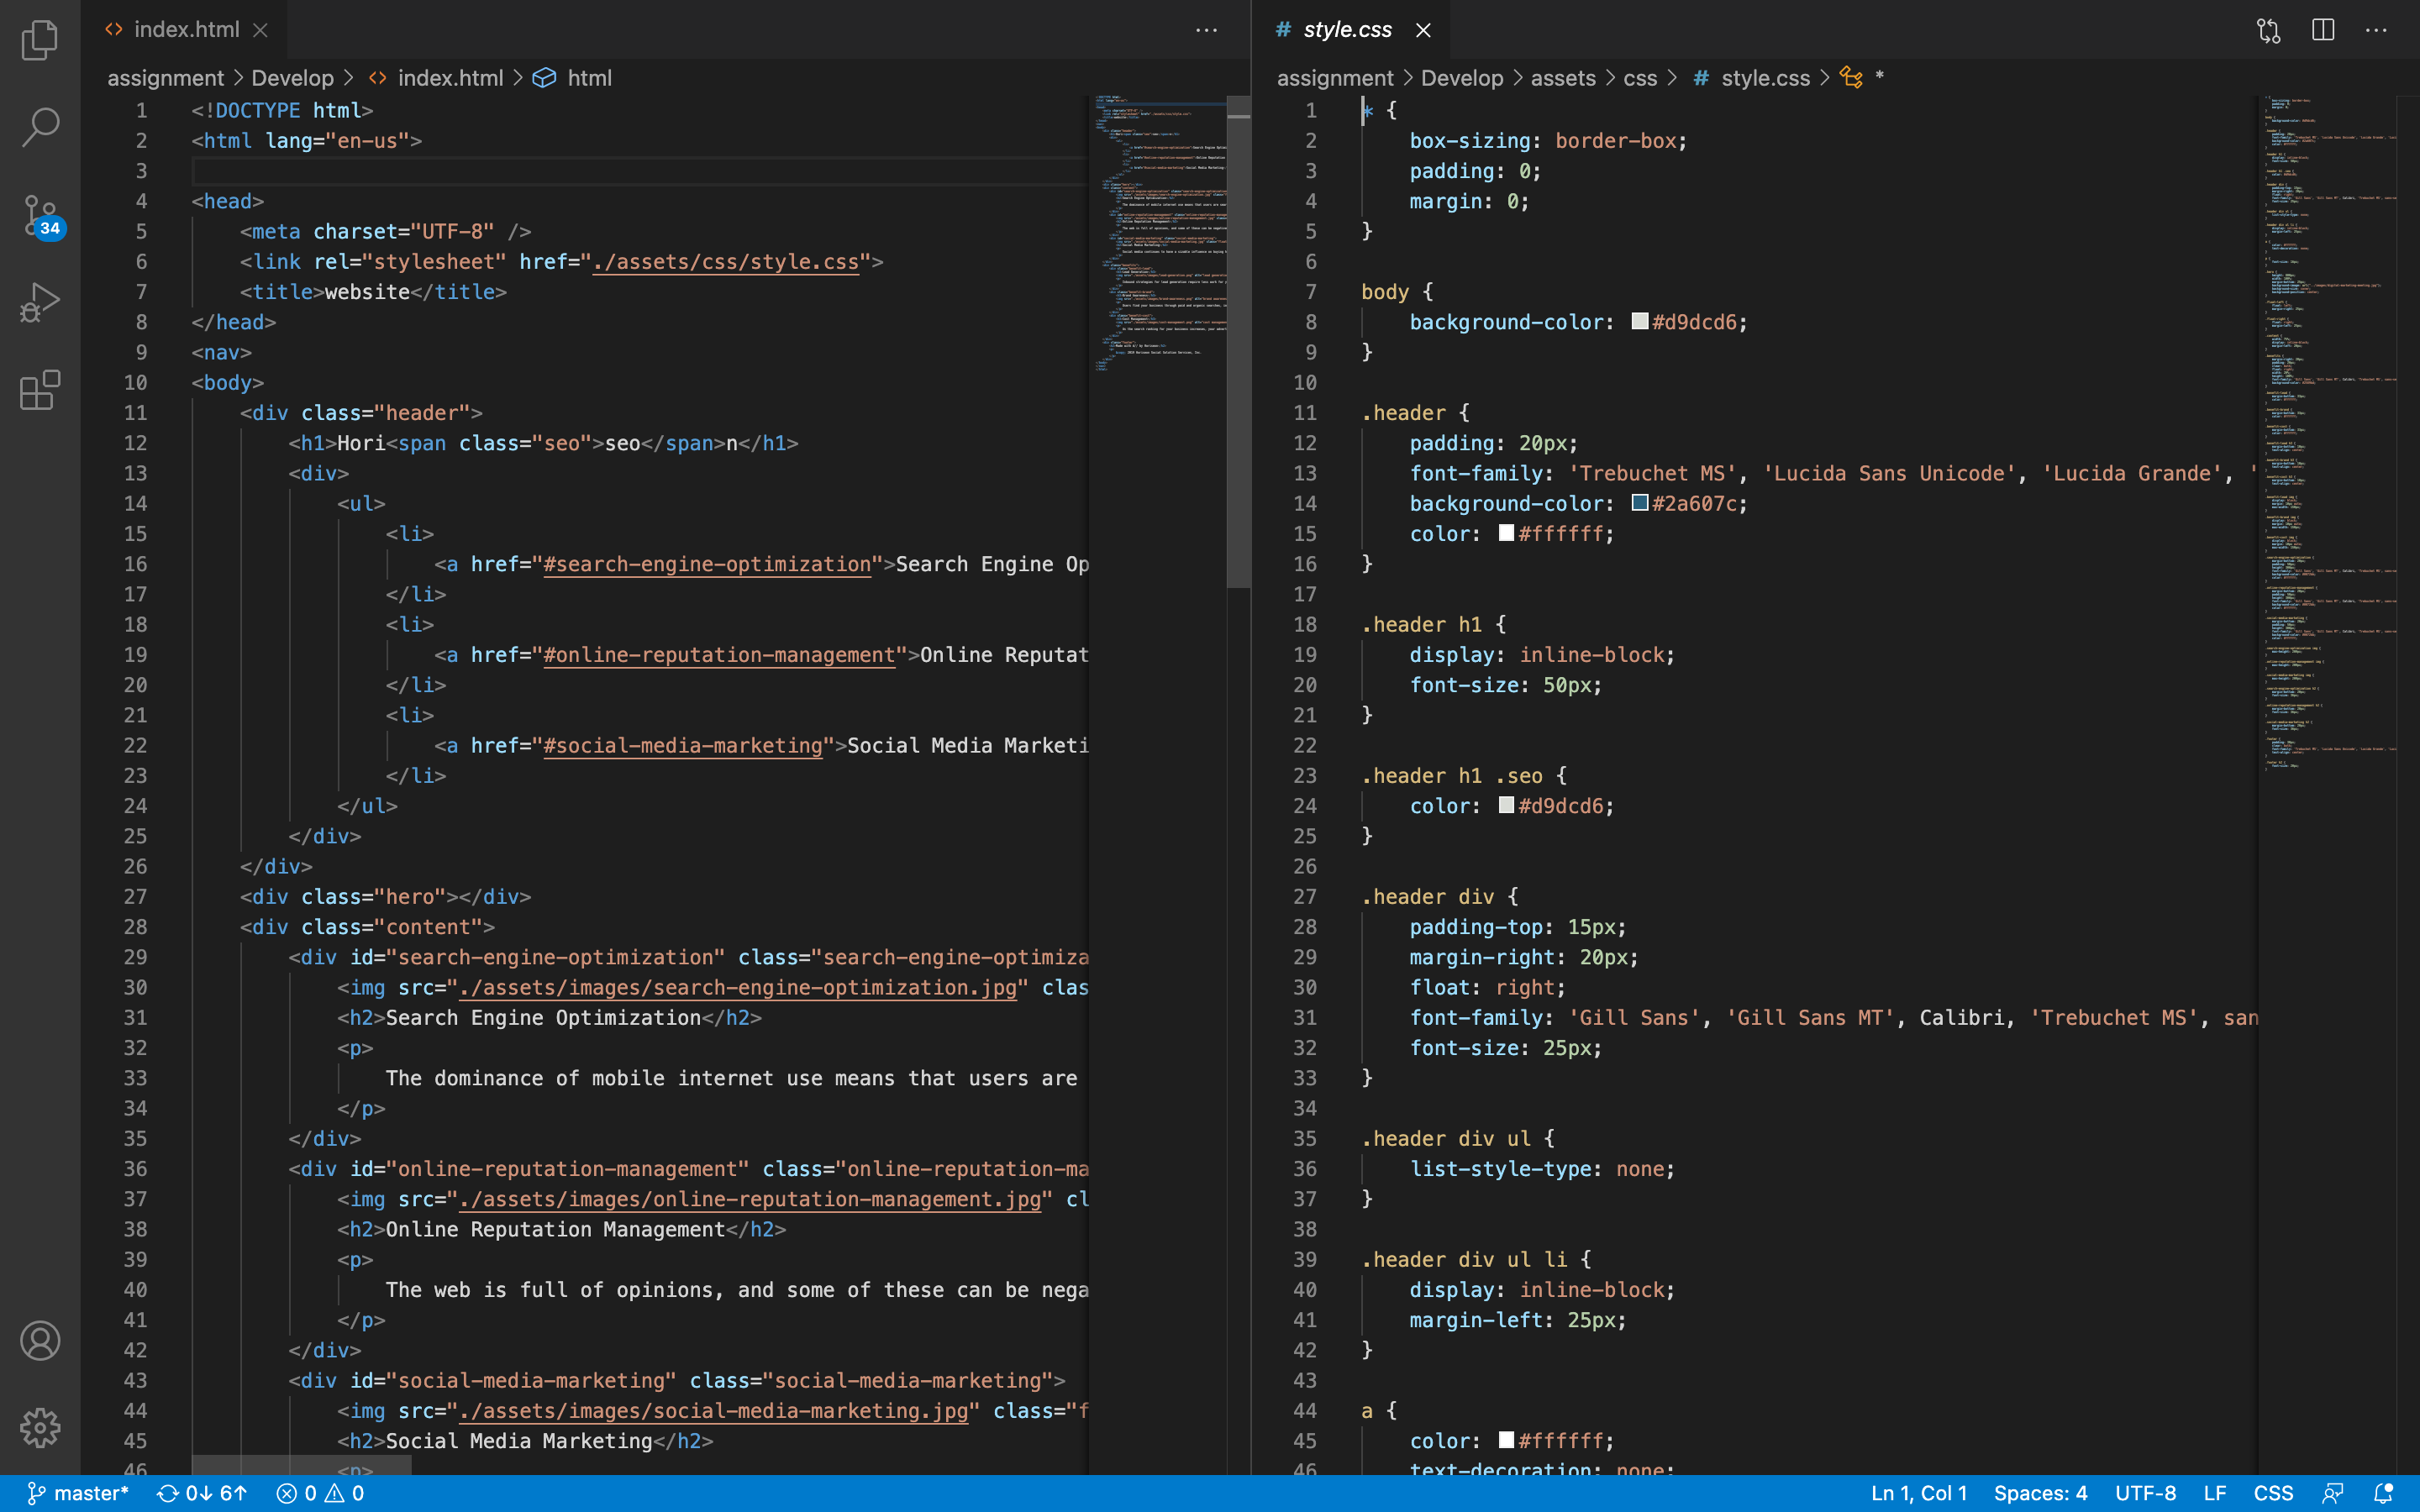 index.html
assignment > Develop > index.html > html
1 <!DOCTYPE html>
2 <html lang="en-us">
3
4 <head>
5 <meta charset="UTF-8" />
6 <link rel="stylesheet" href="./assets/css/style.css">
7 <title>website</title>
8 </head>
9 <nav>
10 <body>
11 <div class="header">
12 <h1>Hori<span class="seo">seo</span>n</h1>
13 <div>
14 <ul>
15 <li>
16 <a href="#search-engine-optimization">Search Engine Op
17 </li>
18 <li>
19 <a href="#online-reputation-management">Online Reputat
20 </li>
21 <li>
22 <a href="#social-media-marketing">Social Media Marketi
23 </li>
24 </ul>
25 </div>
26 </div>
27 <div class="hero"></div>
28 <div class="content">
29 <div id="search-engine-optimization" class="search-engine-optimiza
30 <img src="./assets/images/search-engine-optimization.jpg" clas
31 <h2>Search Engine Optimization</h2>
32 <p>
33 The dominance of mobile internet use means that users are
34 </p>
35 </div>
36 <div id="online-reputation-management" class="online-reputation-ma
37 <img src="./assets/images/online-reputation-management.jpg" cl
38 <h2>Online Reputation Management</h2>
39 <p>
40 The web is full of opinions, and some of these can be nega
41 </p>
42 </div>
43 <div id="social-media-marketing" class="social-media-marketing">
44 <img src="./assets/images/social-media-marketing.jpg" class="f
45 <h2>Social Media Marketing</h2>
46 <p>
# style.css
assignment > Develop > assets > css > # style.css > *
1 * {
2 box-sizing: border-box;
3 padding: 0;
4 margin: 0;
5 }
6
7 body {
8 background-color: #d9dcd6;
9 }
10
11 .header {
12 padding: 20px;
13 font-family: 'Trebuchet MS', 'Lucida Sans Unicode', 'Lucida Grande', '
14 background-color: #2a607c;
15 color: #ffffff;
16 }
17
18 .header h1 {
19 display: inline-block;
20 font-size: 50px;
21 }
22
23 .header h1 .seo {
24 color: #d9dcd6;
25 }
26
27 .header div {
28 padding-top: 15px;
29 margin-right: 20px;
30 float: right;
31 font-family: 'Gill Sans', 'Gill Sans MT', Calibri, 'Trebuchet MS', san
32 font-size: 25px;
33 }
34
35 .header div ul {
36 list-style-type: none;
37 }
38
39 .header div ul li {
40 display: inline-block;
41 margin-left: 25px;
42 }
43
44 a {
45 color: #ffffff;
46 text-decoration: none;
34
master* 0↓ 6↑ 0 0
Ln 1, Col 1 Spaces: 4 UTF-8 LF CSS